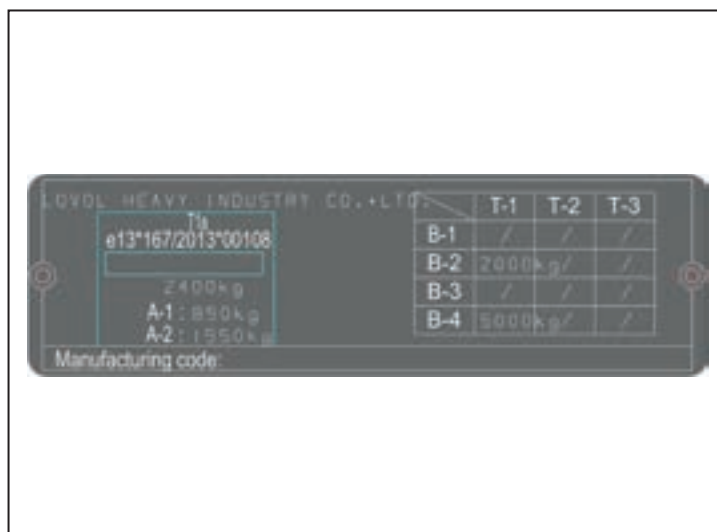 LOVOL HEAVY INDUSTRY CO.,LTD.
T1a
e13*167/2013*00108
2400kg
A-1: 850kg
A-2: 1550kg
T-1 T-2 T-3
B-1 / / /
B-2 2000kg / /
B-3 / / /
B-4 5000kg / /
Manufacturing code: